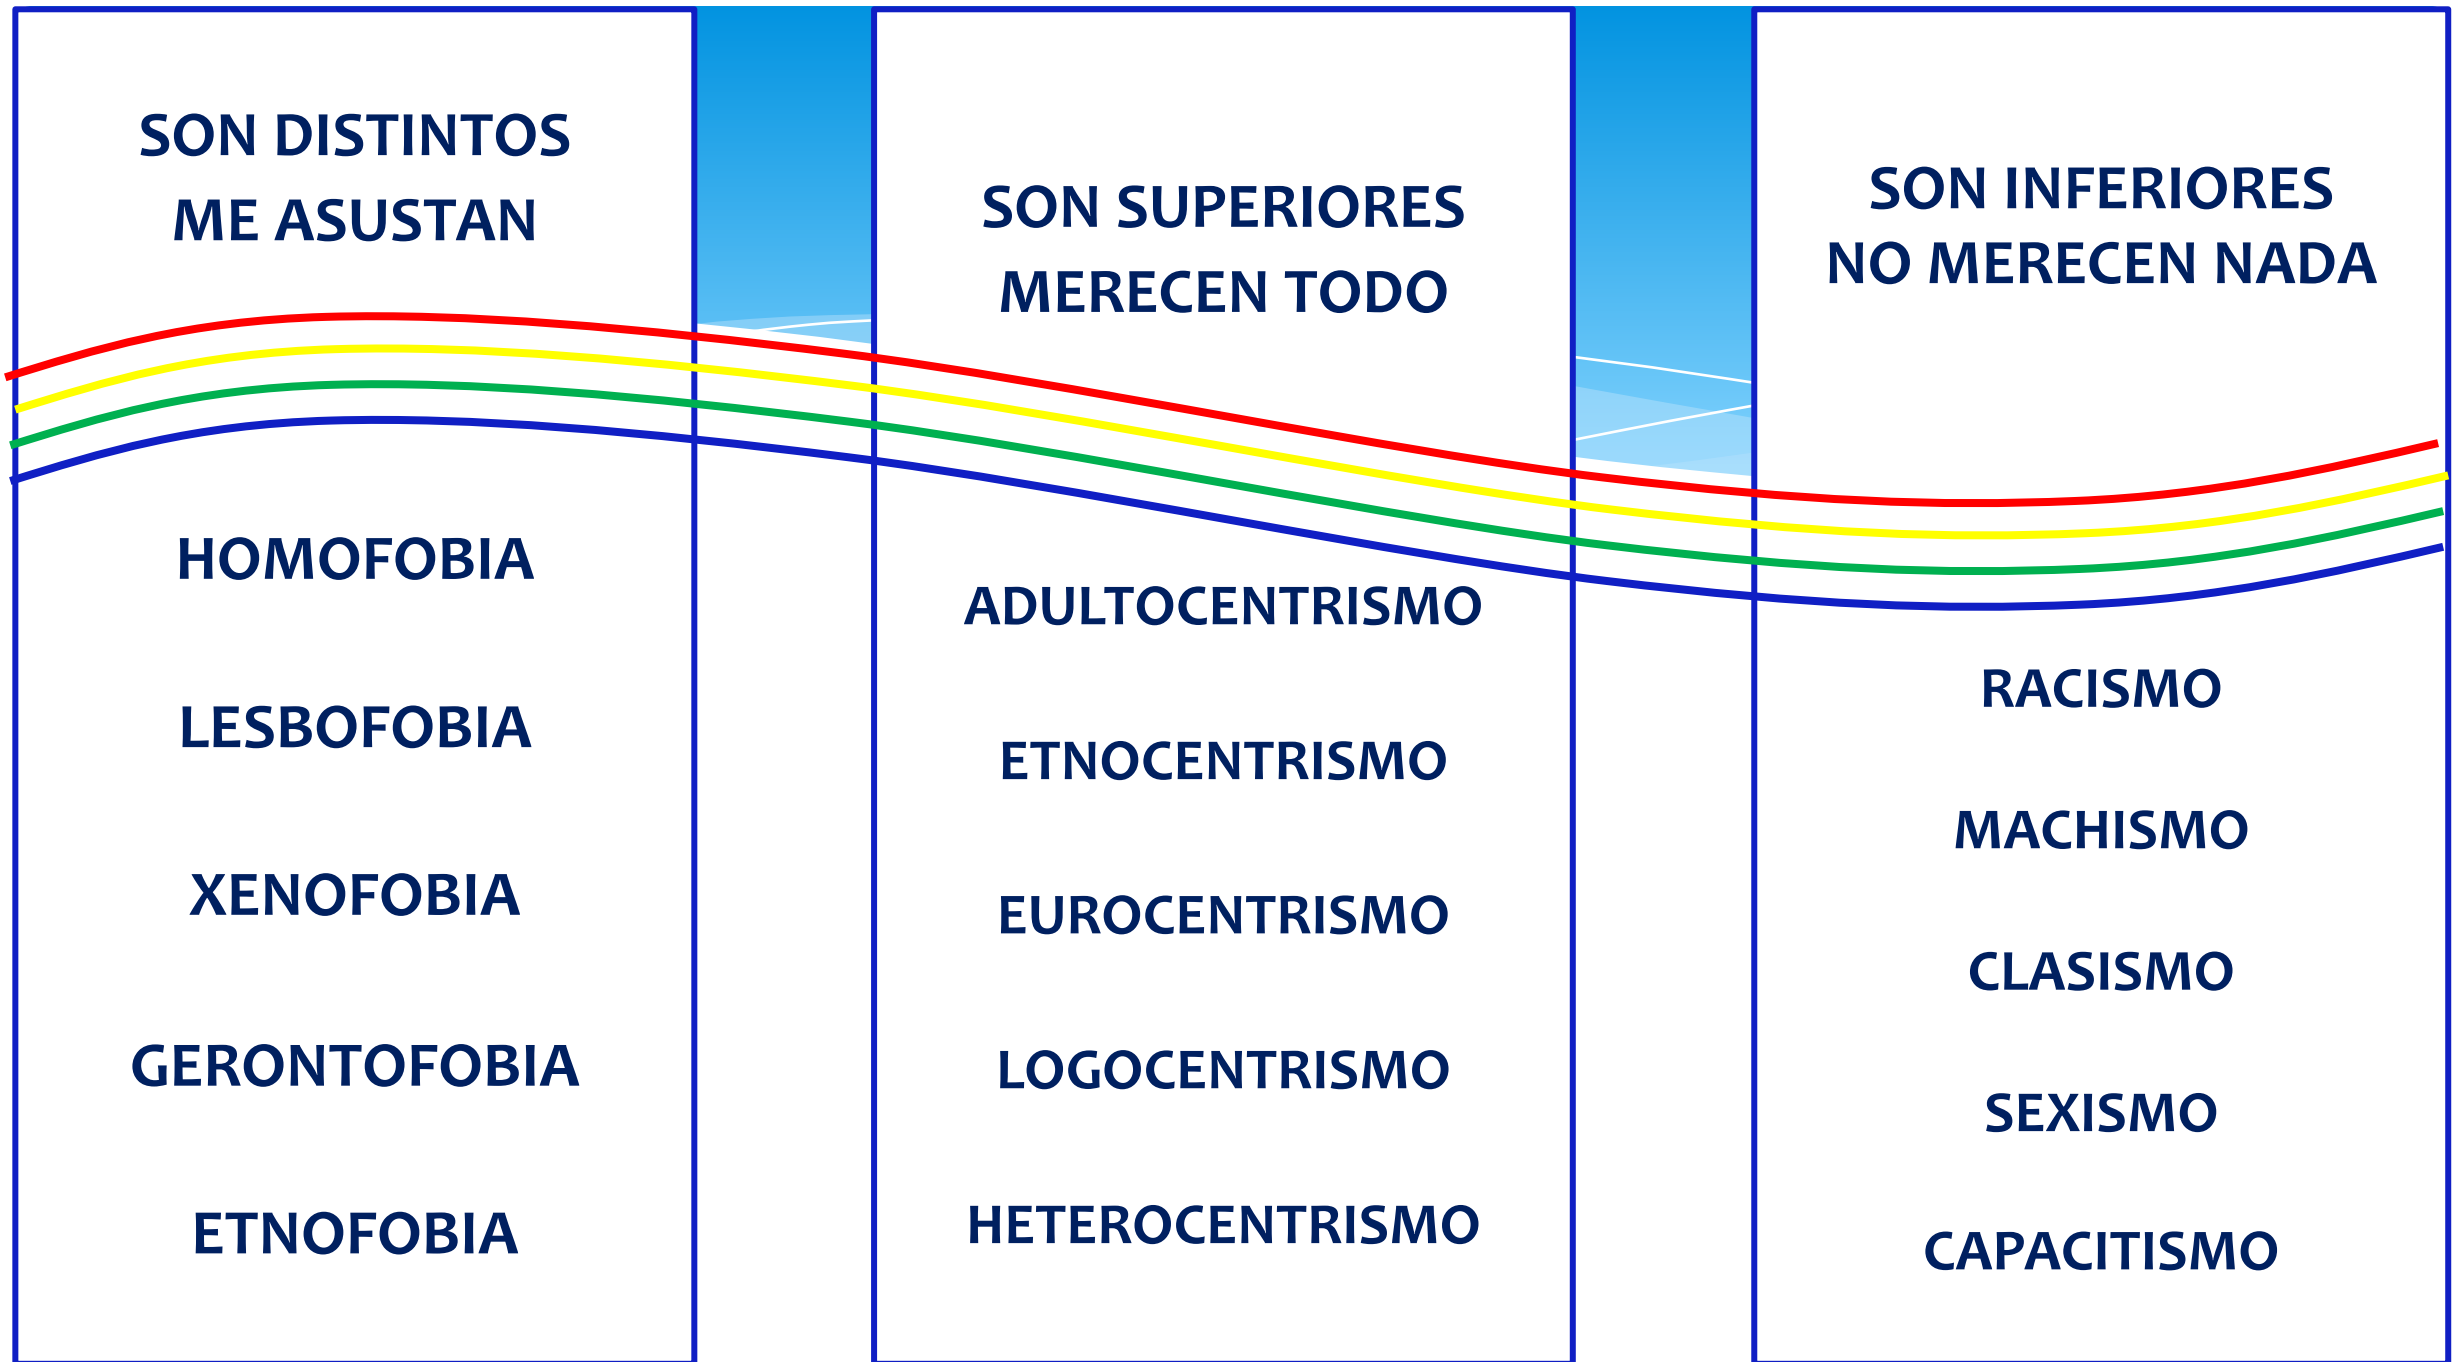 SON DISTINTOS
ME ASUSTAN
HOMOFOBIA
LESBOFOBIA
XENOFOBIA
GERONTOFOBIA
ETNOFOBIA
SON SUPERIORES
MERECEN TODO
ADULTOCENTRISMO
ETNOCENTRISMO
EUROCENTRISMO
LOGOCENTRISMO
HETEROCENTRISMO
SON INFERIORES
NO MERECEN NADA
RACISMO
MACHISMO
CLASISMO
SEXISMO
CAPACITISMO